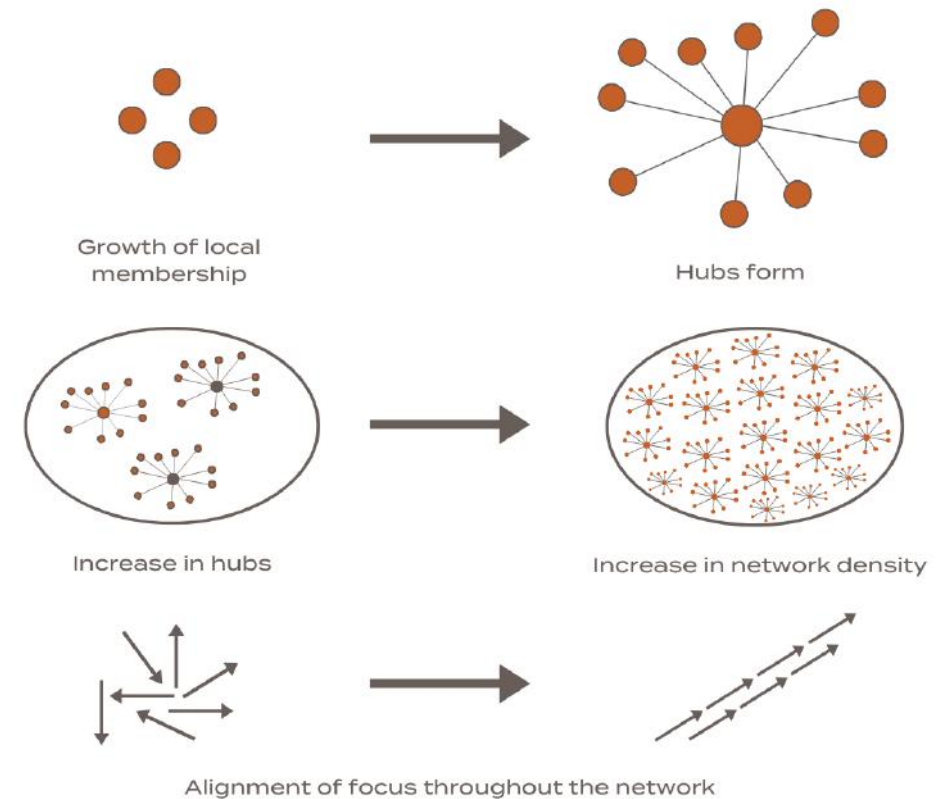 Growth of local
membership
Hubs form
Increase in hubs
Increase in network density
Alignment of focus throughout the network